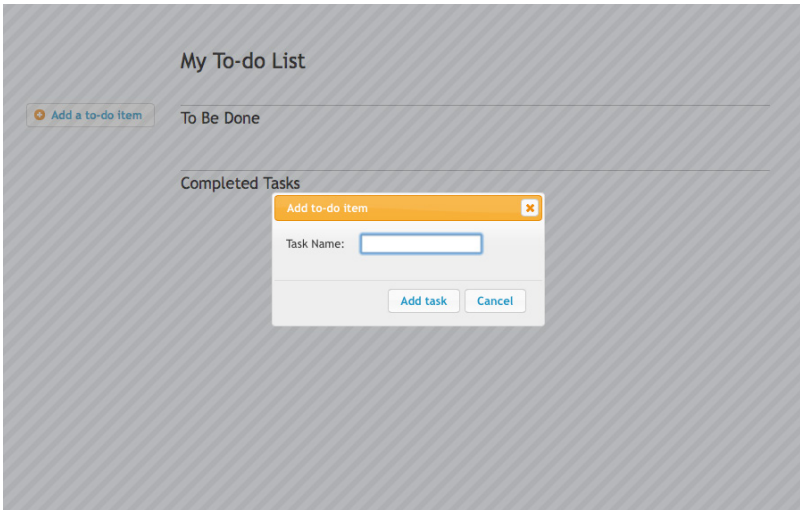 My To-do List
Add a to-do item
To Be Done
Completed Tasks
Add to-do item
Task Name:
Add task Cancel